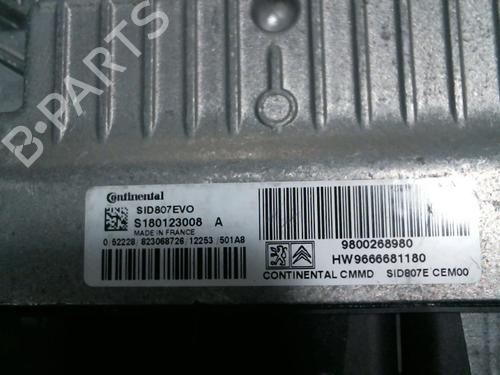 B-PARTS
Continental
SID807EVO
S180123008 A
MADE IN FRANCE
0 52228 / 823068726 / 12253 / 501A8
X
9800268980
HW9666681180
CONTINENTAL CMMD SID807E CEM00